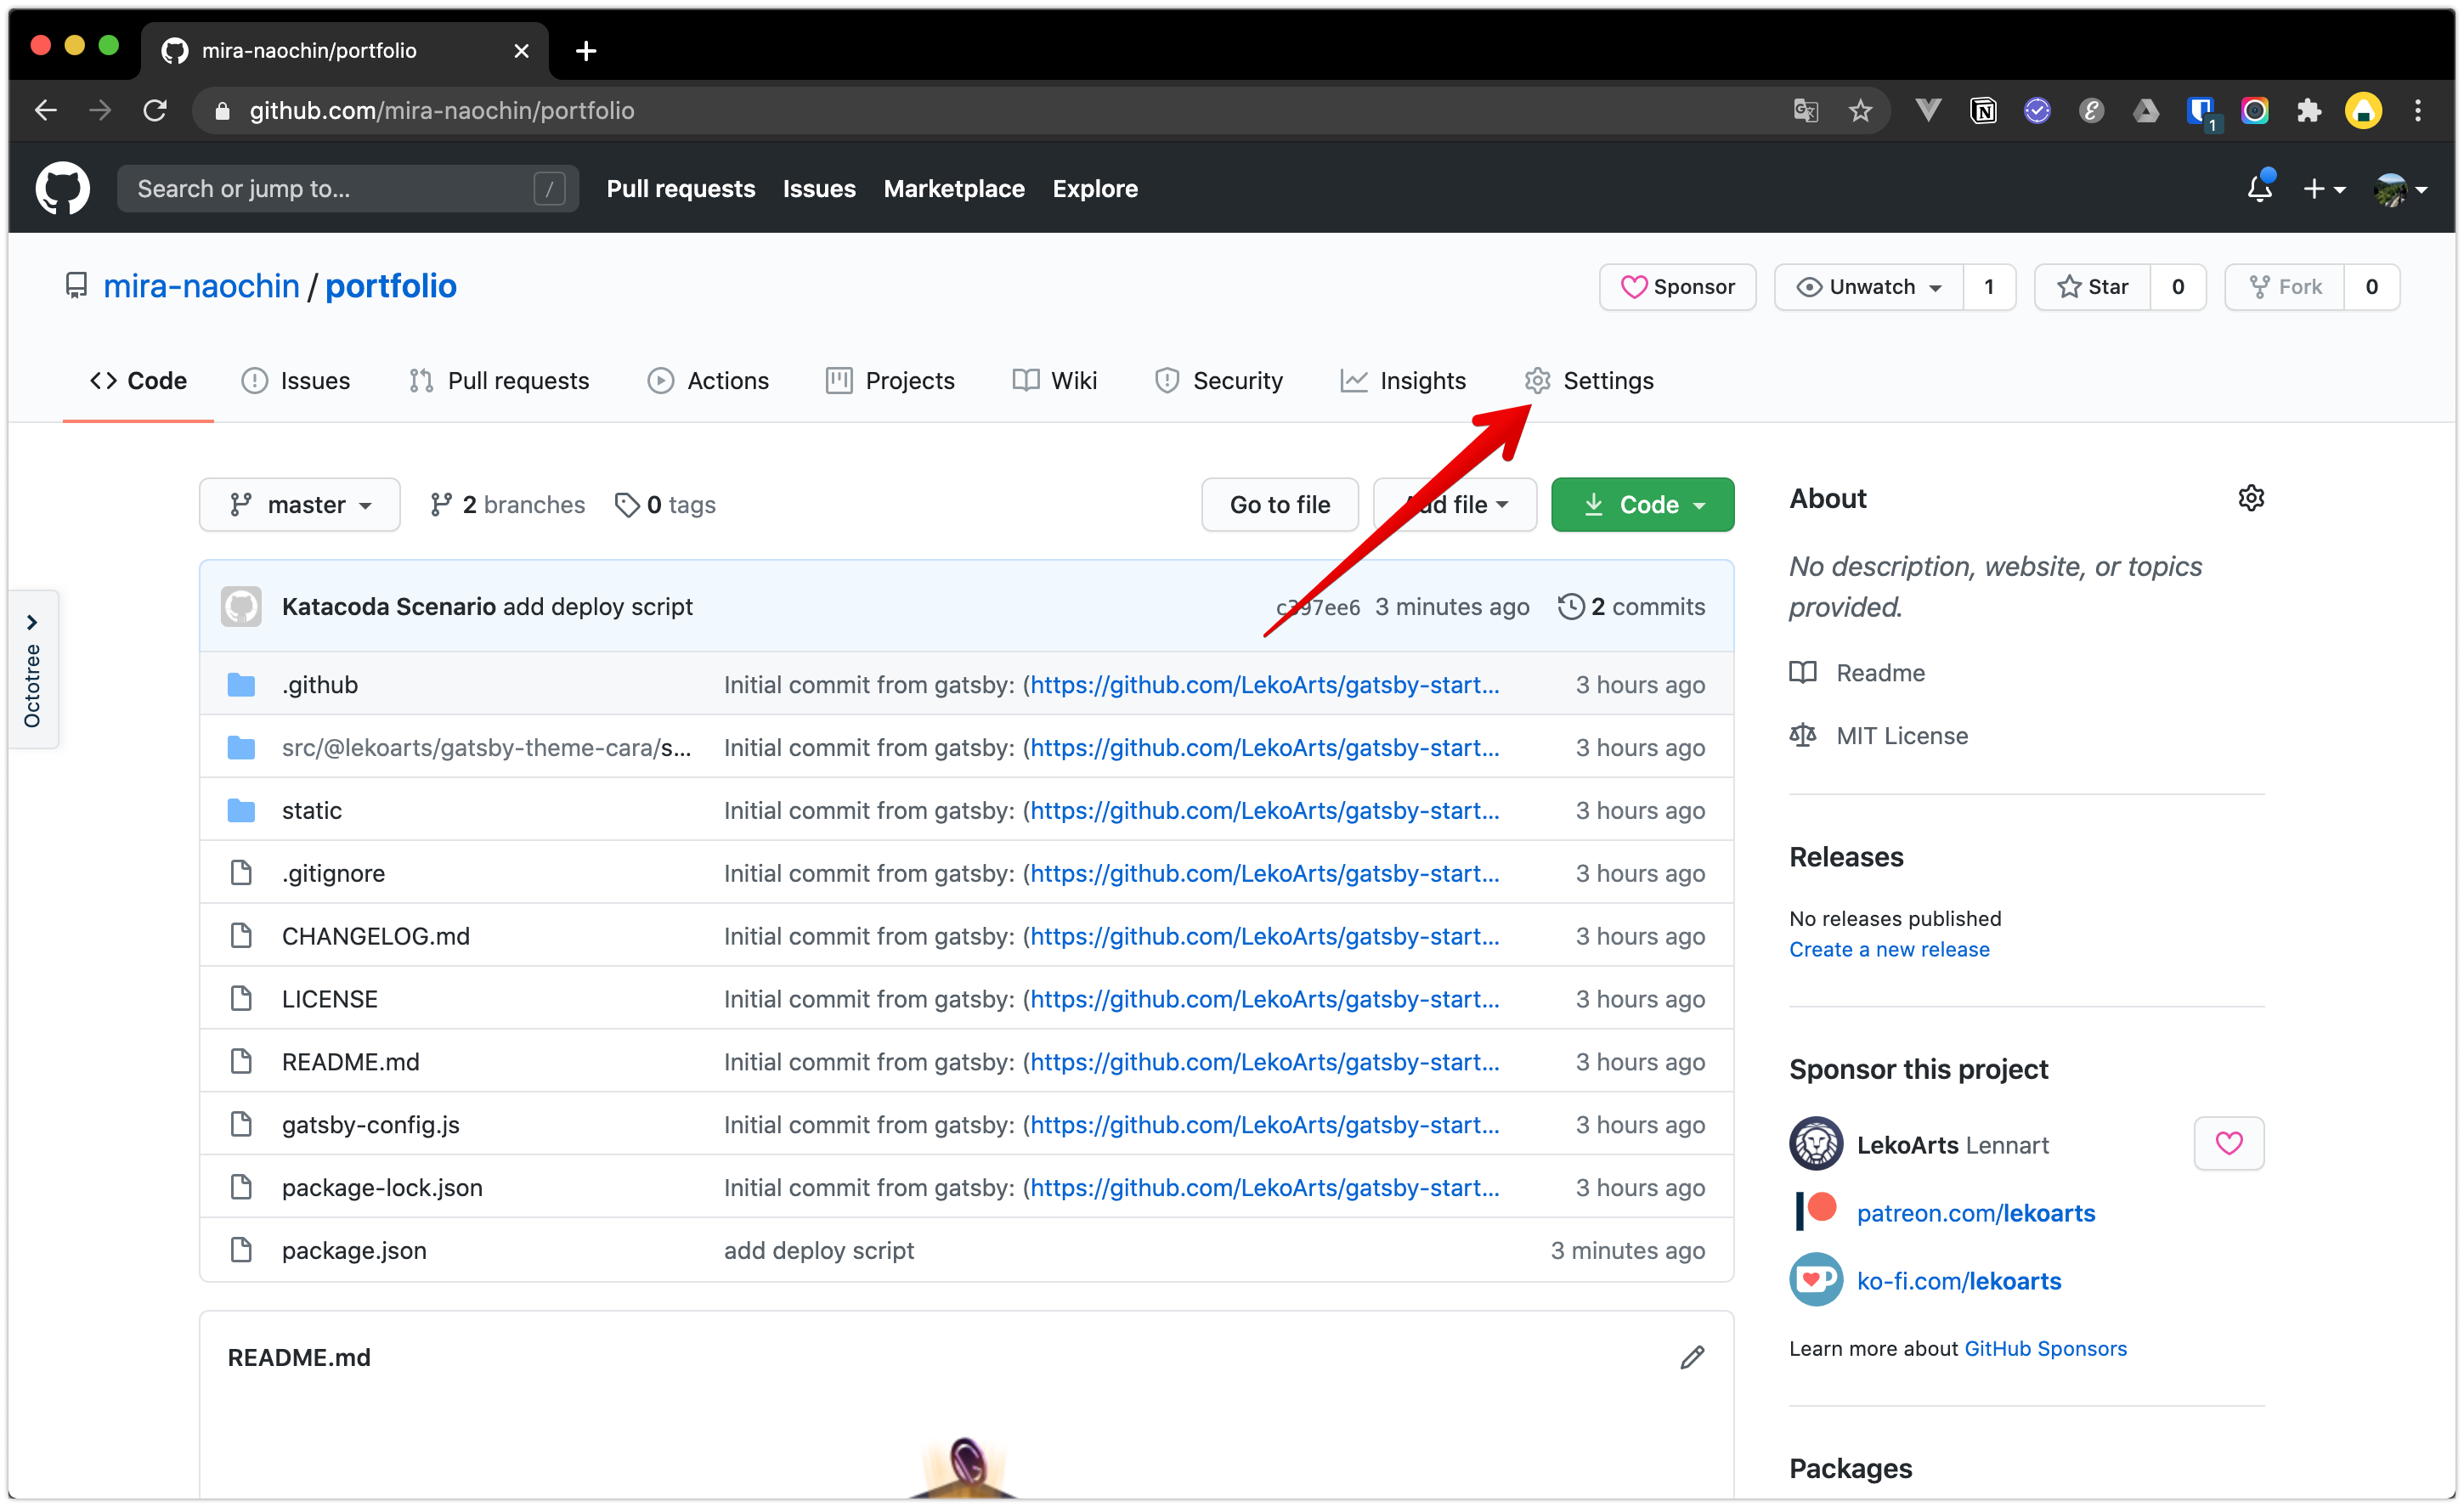 mira-naochin/portfolio
github.com/mira-naochin/portfolio
1
Search or jump to... /
Pull requests Issues Marketplace Explore
mira-naochin / portfolio
Sponsor Unwatch 1 Star 0 Fork 0
Code Issues Pull requests Actions Projects Wiki Security Insights Settings
master 2 branches 0 tags Go to file file Code
Katacoda Scenario add deploy script 3 minutes ago 2 commits
.github Initial commit from gatsby: (https://github.com/LekoArts/gatsby-start... 3 hours ago
src/@lekoarts/gatsby-theme-cara/s... Initial commit from gatsby: (https://github.com/LekoArts/gatsby-start... 3 hours ago
static Initial commit from gatsby: (https://github.com/LekoArts/gatsby-start... 3 hours ago
.gitignore Initial commit from gatsby: (https://github.com/LekoArts/gatsby-start... 3 hours ago
CHANGELOG.md Initial commit from gatsby: (https://github.com/LekoArts/gatsby-start... 3 hours ago
LICENSE Initial commit from gatsby: (https://github.com/LekoArts/gatsby-start... 3 hours ago
README.md Initial commit from gatsby: (https://github.com/LekoArts/gatsby-start... 3 hours ago
gatsby-config.js Initial commit from gatsby: (https://github.com/LekoArts/gatsby-start... 3 hours ago
package-lock.json Initial commit from gatsby: (https://github.com/LekoArts/gatsby-start... 3 hours ago
package.json add deploy script 3 minutes ago
README.md
Octotree
About
No description, website, or topics
provided.
Readme
MIT License
Releases
No releases published
Create a new release
Sponsor this project
LekoArts Lennart
patreon.com/lekoarts
ko-fi.com/lekoarts
Learn more about GitHub Sponsors
Packages